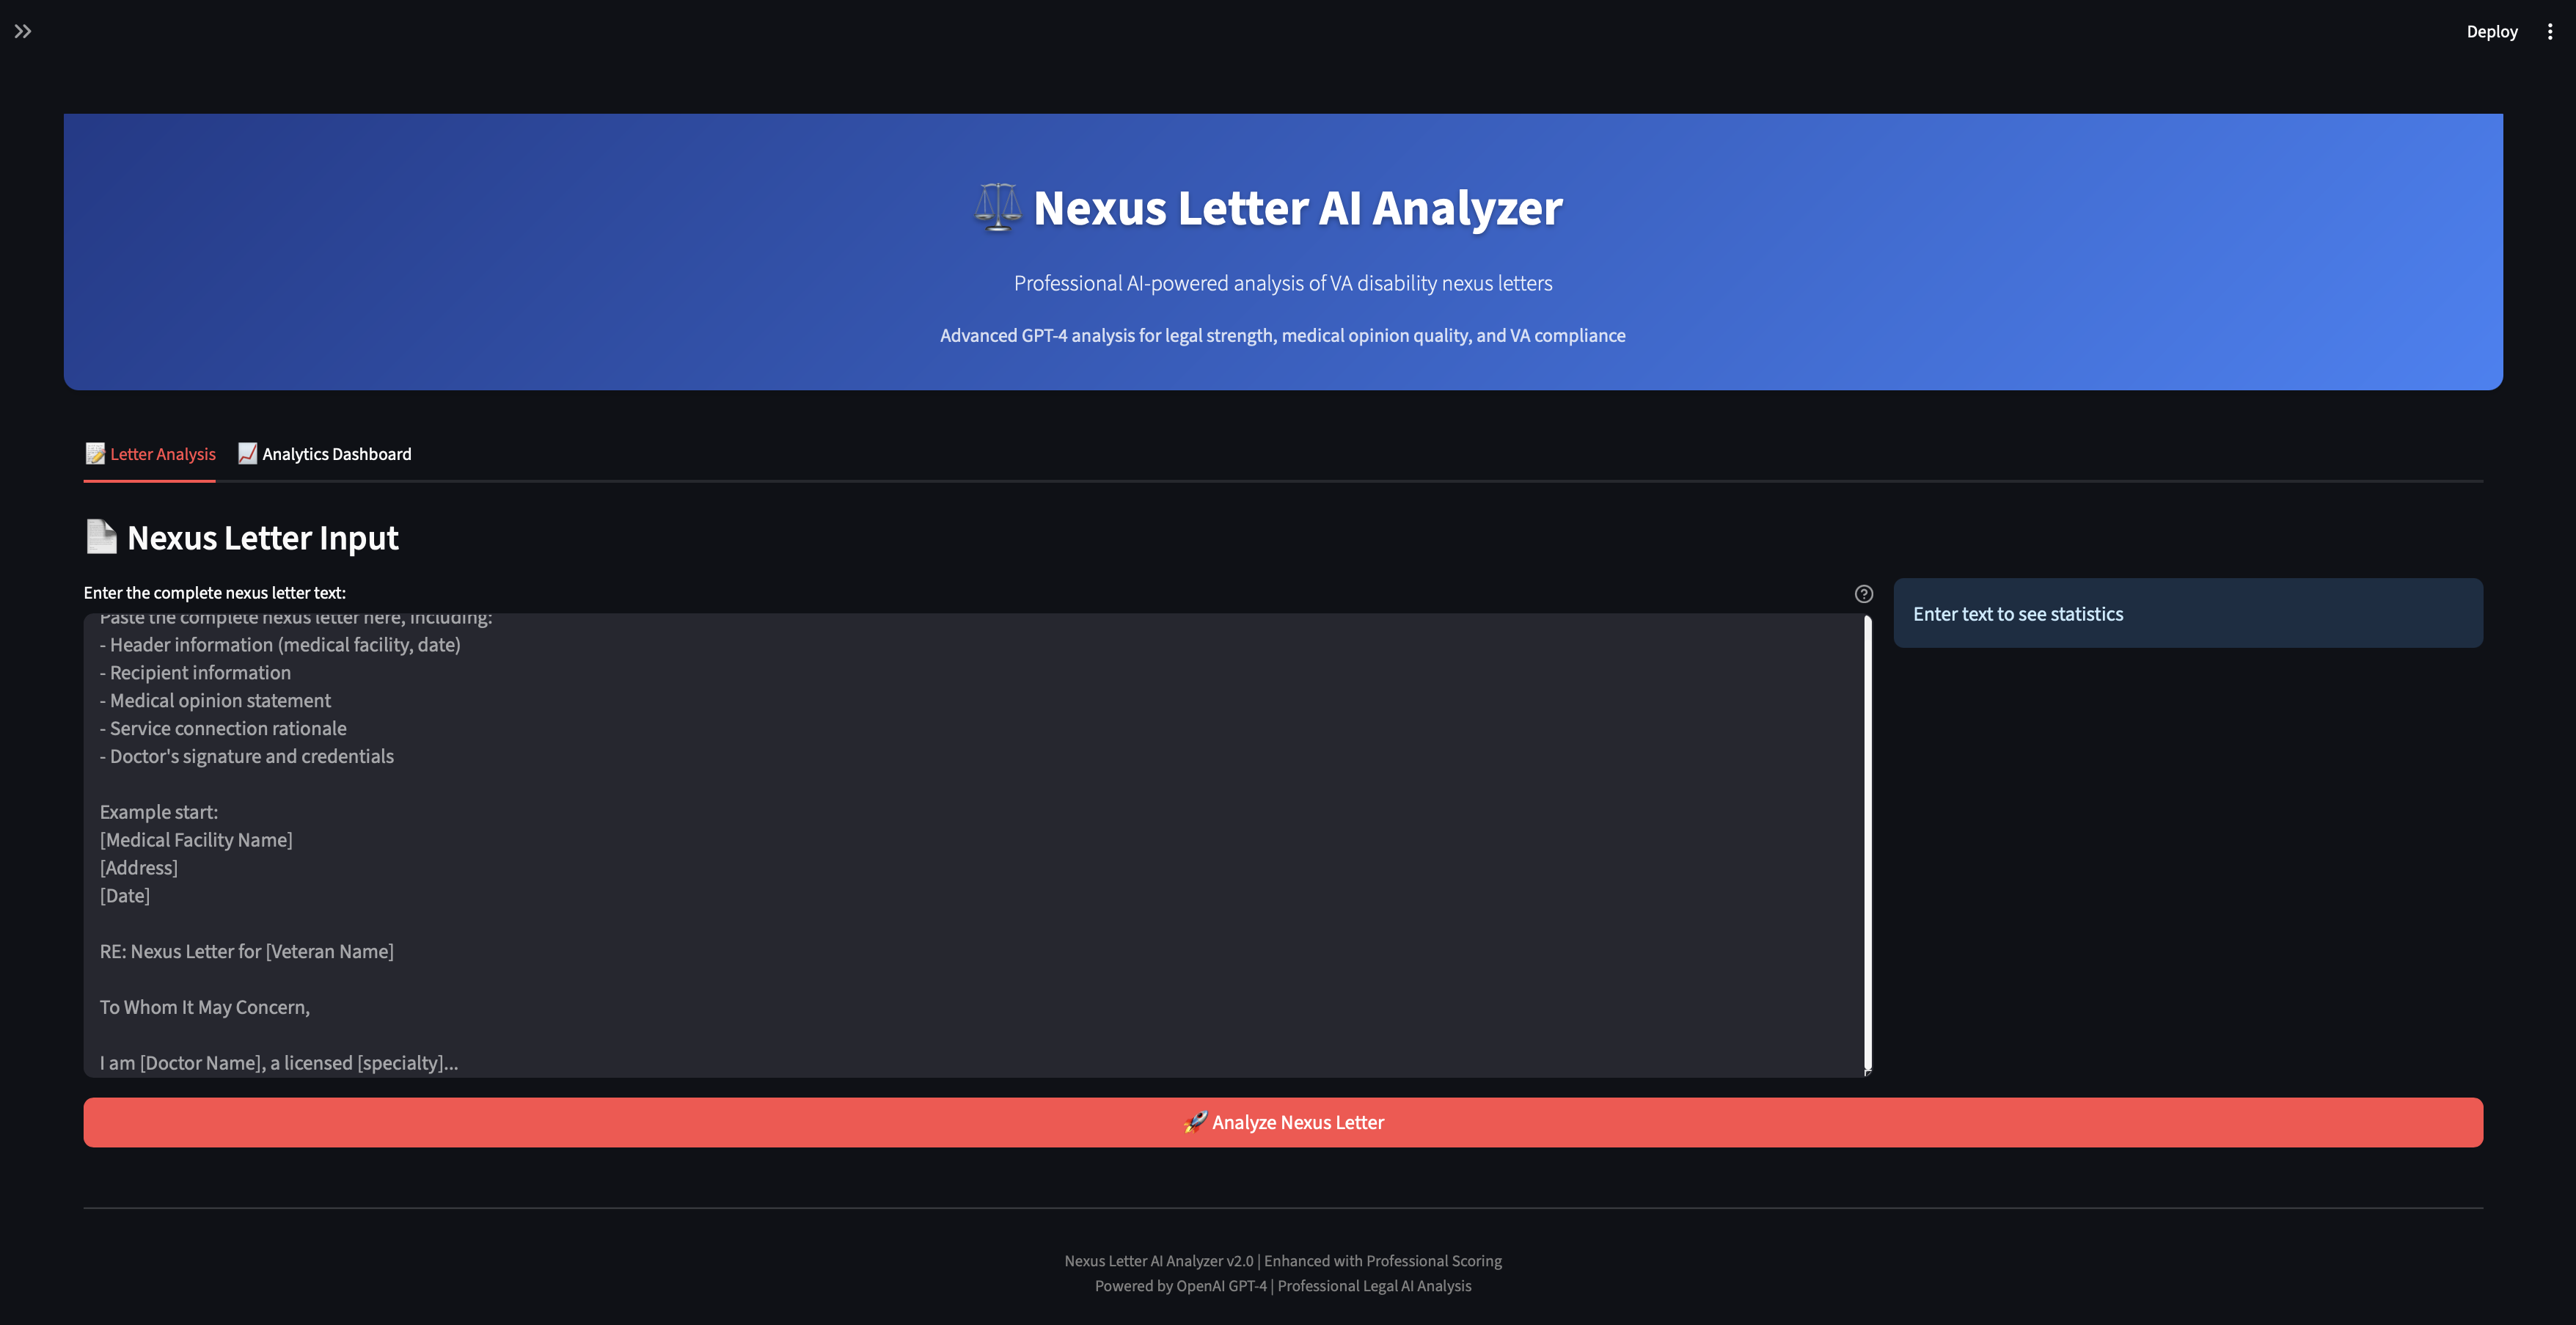 Deploy
⚖️ Nexus Letter AI Analyzer
Professional AI-powered analysis of VA disability nexus letters
Advanced GPT-4 analysis for legal strength, medical opinion quality, and VA compliance
📝 Letter Analysis
📈 Analytics Dashboard
📄 Nexus Letter Input
Enter the complete nexus letter text:
Paste the complete nexus letter here, including:
- Header information (medical facility, date)
- Recipient information
- Medical opinion statement
- Service connection rationale
- Doctor's signature and credentials
Example start:
[Medical Facility Name]
[Address]
[Date]
RE: Nexus Letter for [Veteran Name]
To Whom It May Concern,
I am [Doctor Name], a licensed [specialty]...
Enter text to see statistics
🚀 Analyze Nexus Letter
Nexus Letter AI Analyzer v2.0 | Enhanced with Professional Scoring
Powered by OpenAI GPT-4 | Professional Legal AI Analysis